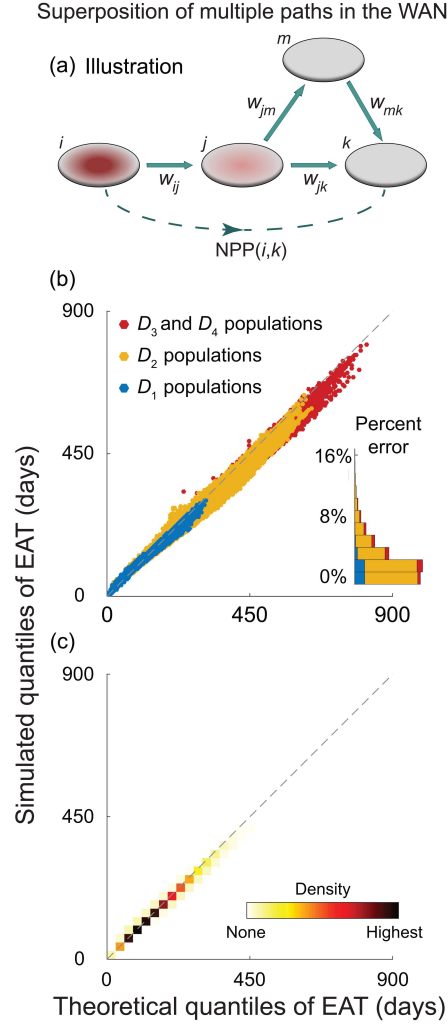 Superposition of multiple paths in the WAN
(a) Illustration
m
i
j
k
w_jm
w_mk
w_ij
w_jk
NPP(i,k)
(b)
900
D_3 and D_4 populations
D_2 populations
D_1 populations
Percent
error
16%
8%
0%
450
0
0
450
900
(c)
900
450
0
Density
None
Highest
0
450
900
Simulated quantiles of EAT (days)
Theoretical quantiles of EAT (days)